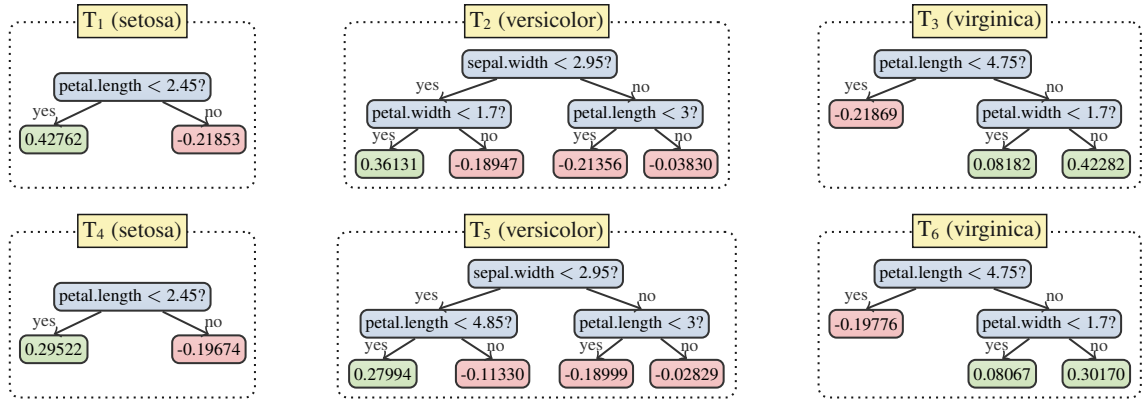 T₁ (setosa)
petal.length < 2.45?
yes
no
0.42762
-0.21853
T₂ (versicolor)
sepal.width < 2.95?
yes
no
petal.width < 1.7?
petal.length < 3?
yes
no
yes
no
0.36131
-0.18947
-0.21356
-0.03830
T₃ (virginica)
petal.length < 4.75?
yes
no
-0.21869
petal.width < 1.7?
yes
no
0.08182
0.42282
T₄ (setosa)
petal.length < 2.45?
yes
no
0.29522
-0.19674
T₅ (versicolor)
sepal.width < 2.95?
yes
no
petal.length < 4.85?
petal.length < 3?
yes
no
yes
no
0.27994
-0.11330
-0.18999
-0.02829
T₆ (virginica)
petal.length < 4.75?
yes
no
-0.19776
petal.width < 1.7?
yes
no
0.08067
0.30170